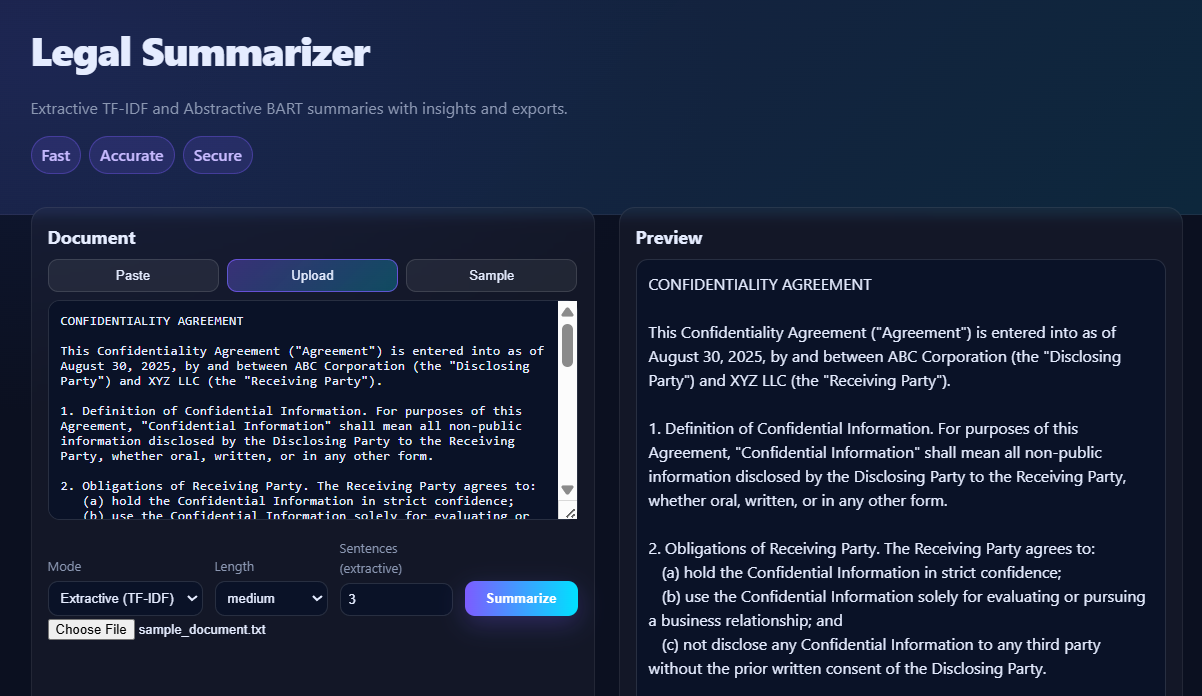 Legal Summarizer
Extractive TF-IDF and Abstractive BART summaries with insights and exports.
Fast
Accurate
Secure
Document
Paste
Upload
Sample
CONFIDENTIALITY AGREEMENT
This Confidentiality Agreement ("Agreement") is entered into as of
August 30, 2025, by and between ABC Corporation (the "Disclosing
Party") and XYZ LLC (the "Receiving Party").
1. Definition of Confidential Information. For purposes of this
Agreement, "Confidential Information" shall mean all non-public
information disclosed by the Disclosing Party to the Receiving
Party, whether oral, written, or in any other form.
2. Obligations of Receiving Party. The Receiving Party agrees to:
(a) hold the Confidential Information in strict confidence;
(b) use the Confidential Information solely for evaluating or
Mode
Length
Sentences
(extractive)
Extractive (TF-IDF)
medium
3
Summarize
Choose File
sample_document.txt
Preview
CONFIDENTIALITY AGREEMENT
This Confidentiality Agreement ("Agreement") is entered into as of
August 30, 2025, by and between ABC Corporation (the "Disclosing
Party") and XYZ LLC (the "Receiving Party").
1. Definition of Confidential Information. For purposes of this
Agreement, "Confidential Information" shall mean all non-public
information disclosed by the Disclosing Party to the Receiving Party,
whether oral, written, or in any other form.
2. Obligations of Receiving Party. The Receiving Party agrees to:
(a) hold the Confidential Information in strict confidence;
(b) use the Confidential Information solely for evaluating or pursuing
a business relationship; and
(c) not disclose any Confidential Information to any third party
without the prior written consent of the Disclosing Party.